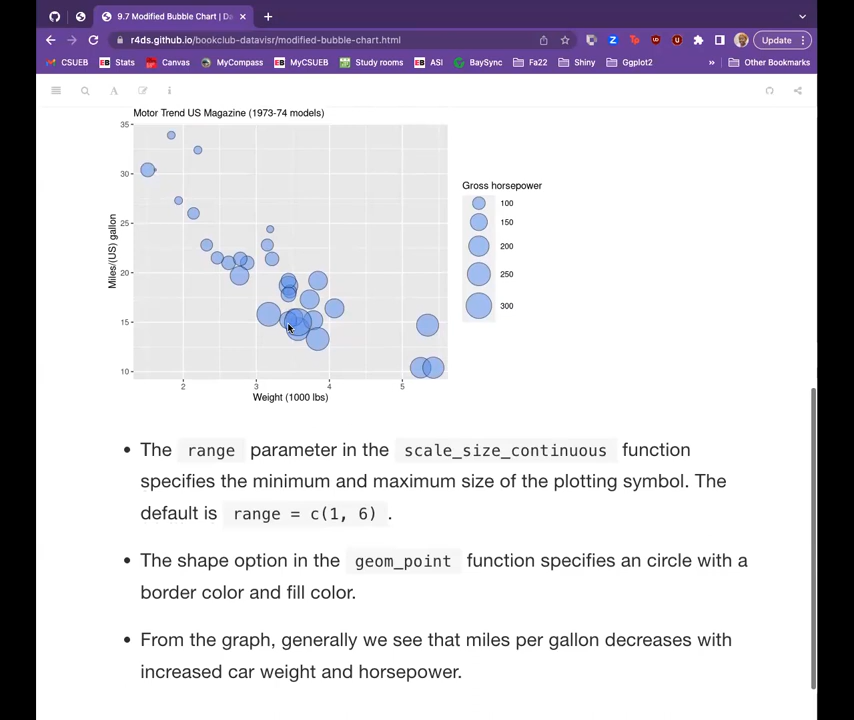 9.7 Modified Bubble Chart | Da
r4ds.github.io/bookclub-datavisr/modified-bubble-chart.html
Update
CSUEB Stats Canvas MyCompass MyCSUEB Study rooms ASI BaySync Fa22 Shiny Ggplot2 » Other Bookmarks
Motor Trend US Magazine (1973-74 models)
35
30
25
20
15
10
Miles/(US) gallon
2 3 4 5
Weight (1000 lbs)
Gross horsepower
100
150
200
250
300
• The range parameter in the scale_size_continuous function
specifies the minimum and maximum size of the plotting symbol. The
default is range = c(1, 6) .
• The shape option in the geom_point function specifies an circle with a
border color and fill color.
• From the graph, generally we see that miles per gallon decreases with
increased car weight and horsepower.